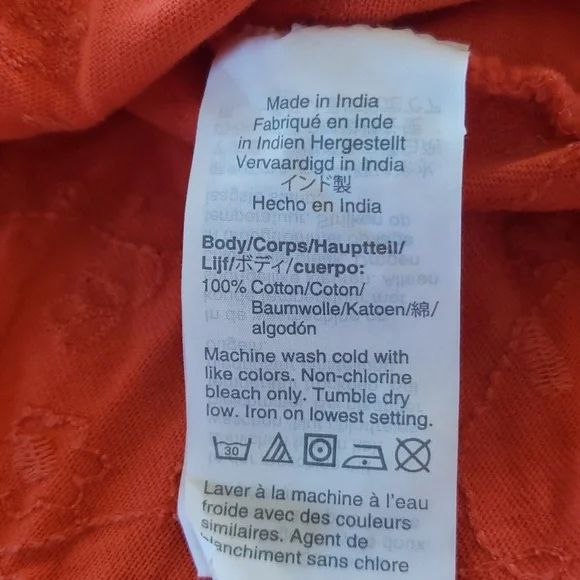 Made in India
Fabriqué en Inde
in Indien Hergestellt
Vervaardigd in India
インド製
Hecho en India
Body/Corps/Hauptteil/
Lijf/ボディ/cuerpo:
100% Cotton/Coton/
Baumwolle/Katoen/綿/
algodón
Machine wash cold with
like colors. Non-chlorine
bleach only. Tumble dry
low. Iron on lowest setting.
30
Laver à la machine à l'eau
froide avec des couleurs
similaires. Agent de
blanchiment sans chlore